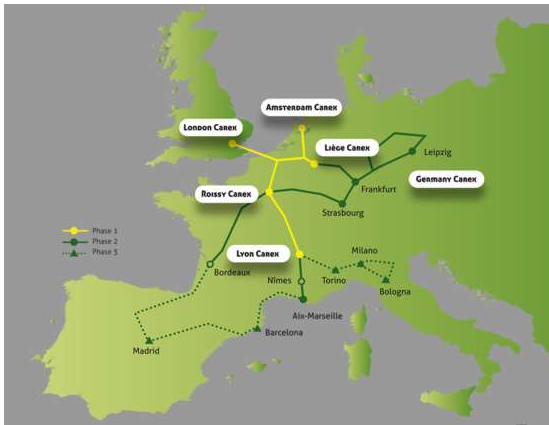 Amsterdam Carex
London Carex
Liège Carex
Leipzig
Germany Carex
Frankfurt
Roissy Carex
Strasbourg
Phase 1
Phase 2
Phase 3
Lyon Carex
Milano
Bordeaux
Nîmes
Torino
Bologna
Aix-Marseille
Barcelona
Madrid